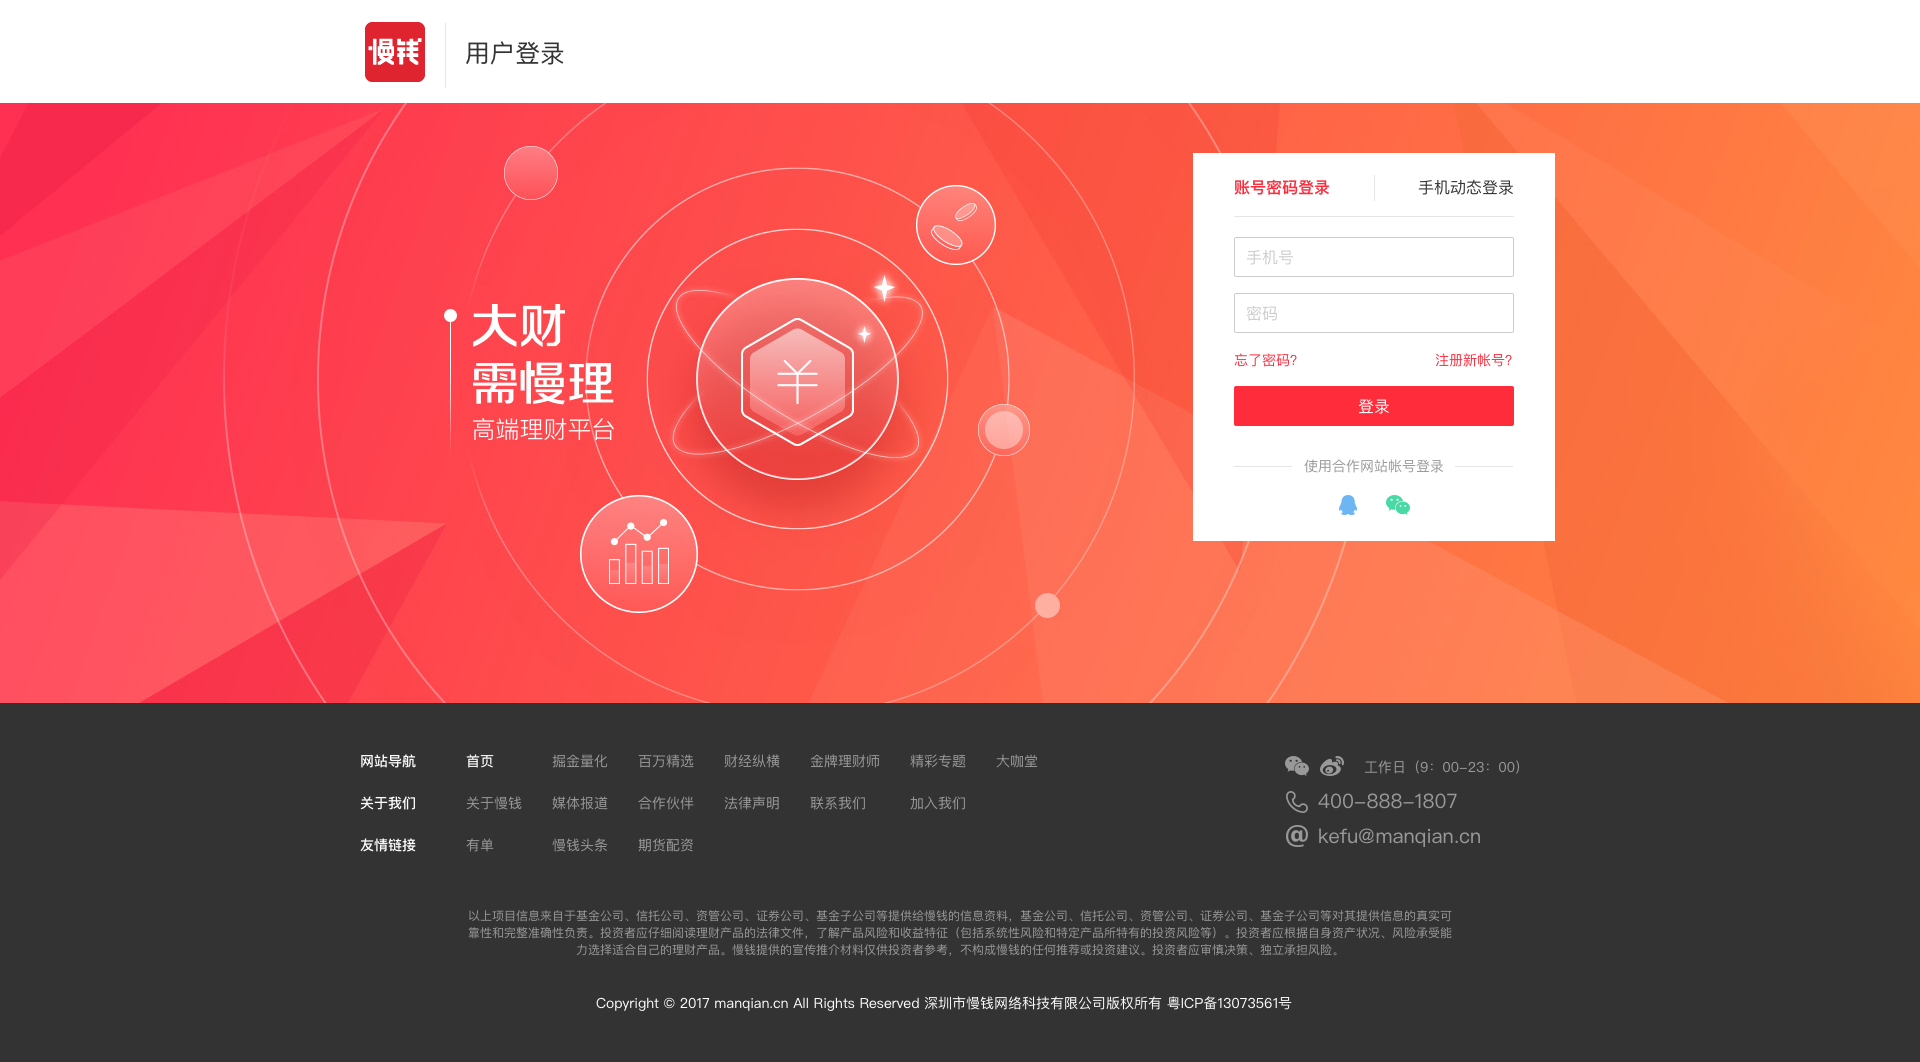 慢钱
用户登录
账号密码登录 手机动态登录
手机号
密码
忘了密码? 注册新帐号?
登录
使用合作网站帐号登录
大财
需慢理
高端理财平台
网站导航 首页 掘金量化 百万精选 财经纵横 金牌理财师 精彩专题 大咖堂
关于我们 关于慢钱 媒体报道 合作伙伴 法律声明 联系我们 加入我们
友情链接 有单 慢钱头条 期货配资
工作日（9：00-23：00）
400-888-1807
@ kefu@manqian.cn
以上项目信息来自于基金公司、信托公司、资管公司、证券公司、基金子公司等提供给慢钱的信息资料，基金公司、信托公司、资管公司、证券公司、基金子公司等对其提供信息的真实可
靠性和完整准确性负责。投资者应仔细阅读理财产品的法律文件，了解产品风险和收益特征（包括系统性风险和特定产品所特有的投资风险等）。投资者应根据自身资产状况、风险承受能
力选择适合自己的理财产品。慢钱提供的宣传推介材料仅供投资者参考，不构成慢钱的任何推荐或投资建议。投资者应审慎决策、独立承担风险。
Copyright © 2017 manqian.cn All Rights Reserved 深圳市慢钱网络科技有限公司版权所有 粤ICP备13073561号